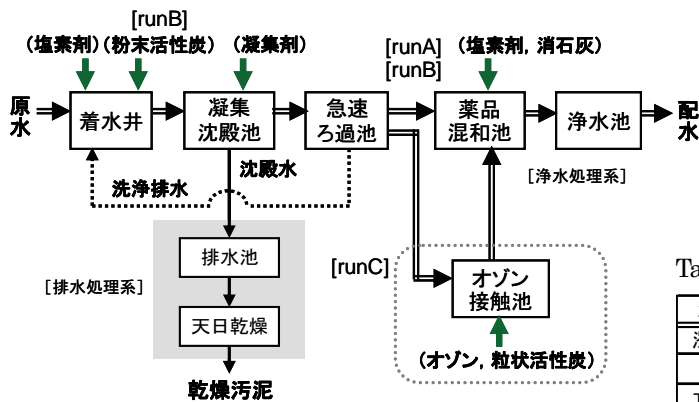 [runB]
(塩素剤)(粉末活性炭)
(凝集剤)
[runA]
[runB]
(塩素剤, 消石灰)
原水
着水井
凝集
沈殿池
急速
ろ過池
薬品
混和池
浄水池
配水
[浄水処理系]
洗浄排水
沈殿水
[排水処理系]
排水池
天日乾燥
乾燥汚泥
[runC]
オゾン
接触池
(オゾン, 粒状活性炭)
Ta